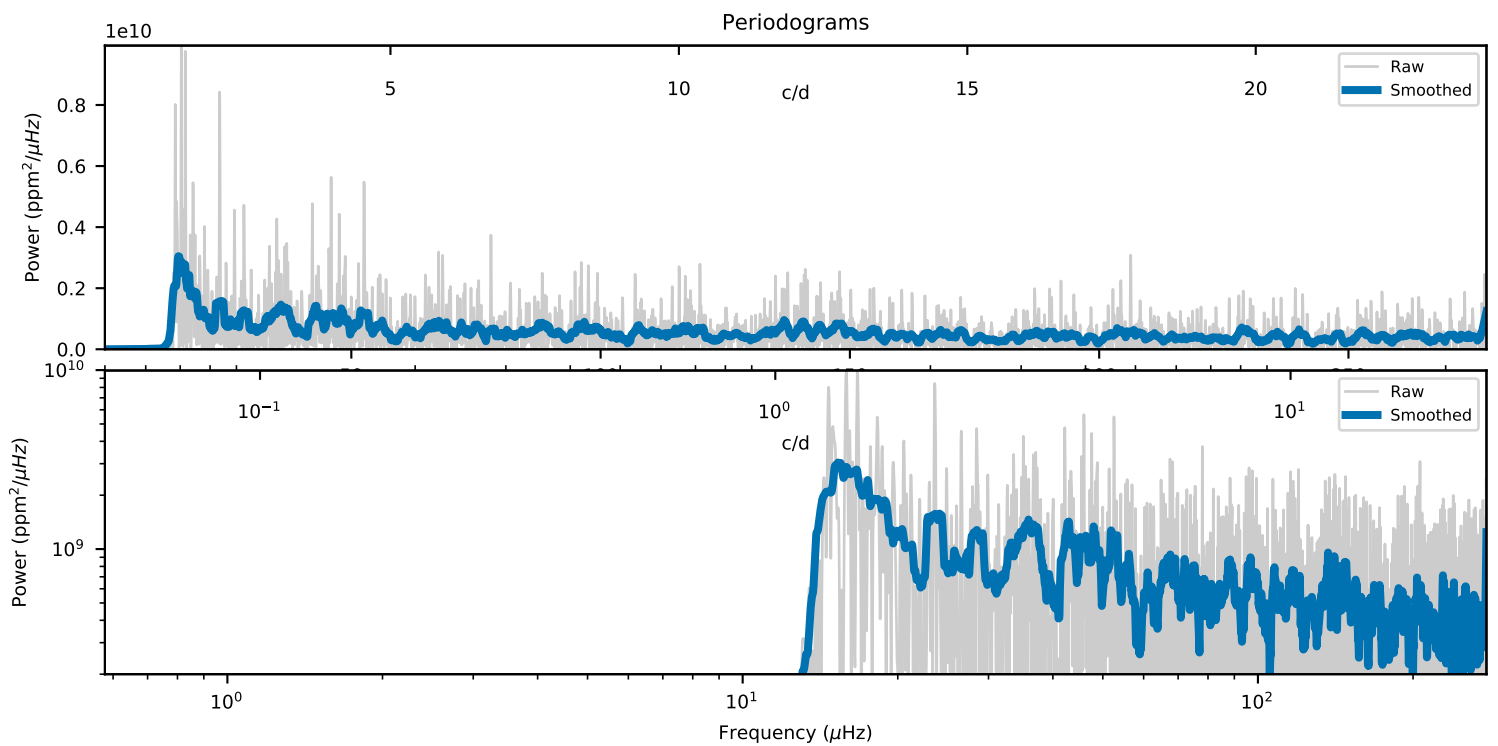 Periodograms
1e10
5 10 15 20
c/d
Raw
Smoothed
0.8
0.6
0.4
0.2
0.0
Power (ppm²/μHz)
10¹⁰
10⁻¹ 10⁰ 10¹
c/d
Raw
Smoothed
10⁹
Power (ppm²/μHz)
10⁰ 10¹ 10²
Frequency (μHz)